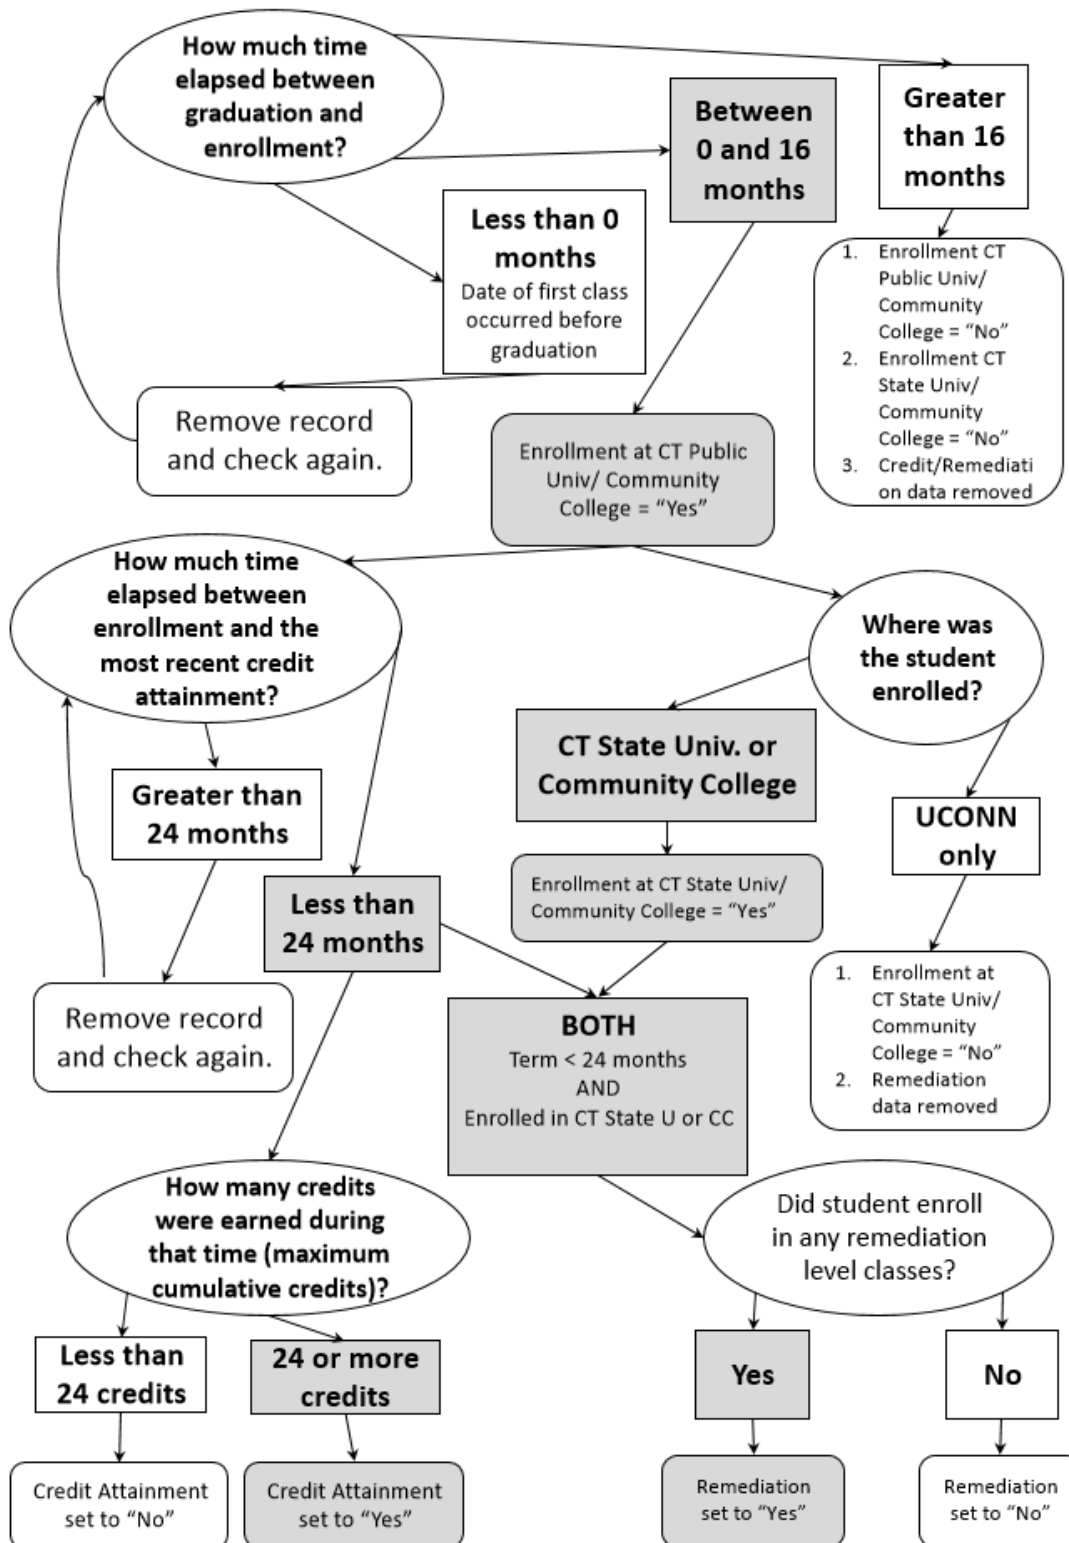 How much time
elapsed between
graduation and
enrollment?
Between
0 and 16
months
Greater
than 16
months
Less than 0
months
Date of first class
occurred before
graduation
1. Enrollment CT
Public Univ/
Community
College = “No”
2. Enrollment CT
State Univ/
Community
College = “No”
3. Credit/Remediati
on data removed
Remove record
and check again.
Enrollment at CT Public
Univ/ Community
College = “Yes”
How much time
elapsed between
enrollment and the
most recent credit
attainment?
Where was
the student
enrolled?
CT State Univ. or
Community College
Greater than
24 months
UCONN
only
Enrollment at CT State Univ/
Community College = “Yes”
Less than
24 months
1. Enrollment at
CT State Univ/
Community
College = “No”
2. Remediation
data removed
Remove record
and check again.
BOTH
Term < 24 months
AND
Enrolled in CT State U or CC
How many credits
were earned during
that time (maximum
cumulative credits)?
Did student enroll
in any remediation
level classes?
Less than
24 credits
24 or more
credits
Yes
No
Credit Attainment
set to “No”
Credit Attainment
set to “Yes”
Remediation
set to “Yes”
Remediation
set to “No”